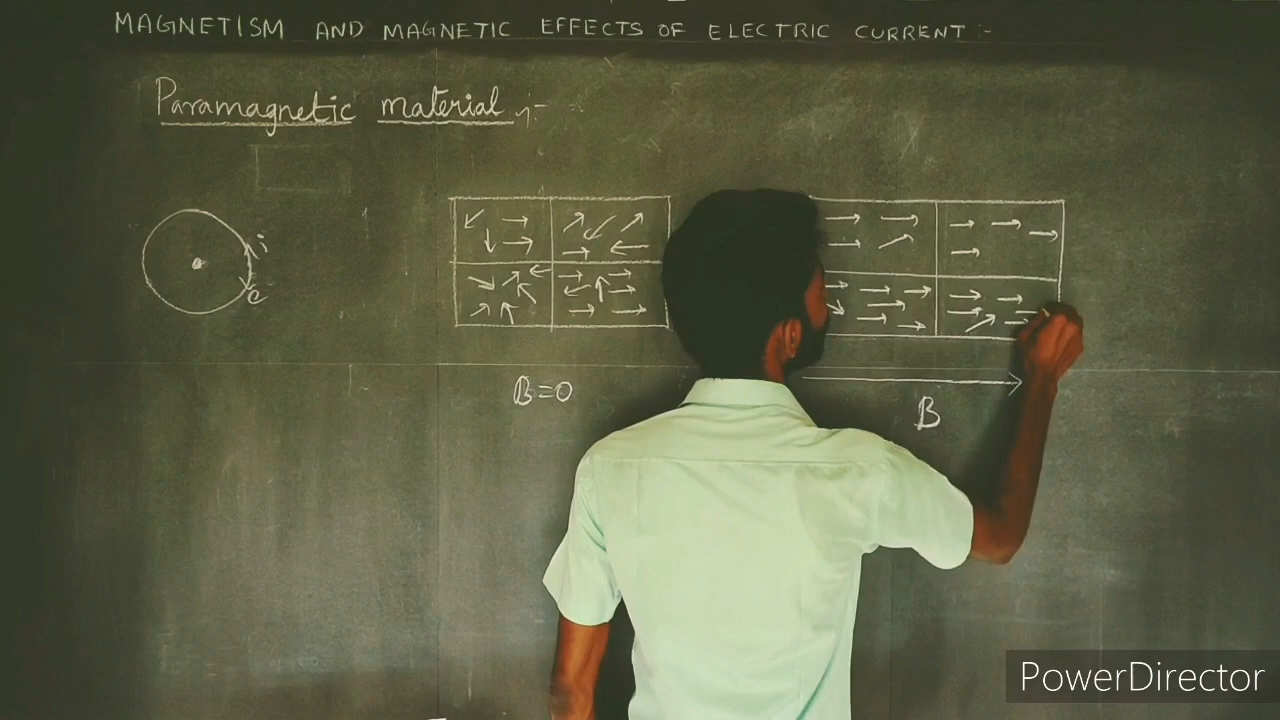 MAGNETISM AND MAGNETIC EFFECTS OF ELECTRIC CURRENT :-
Paramagnetic material :-
i
e
B=0
B
PowerDirector